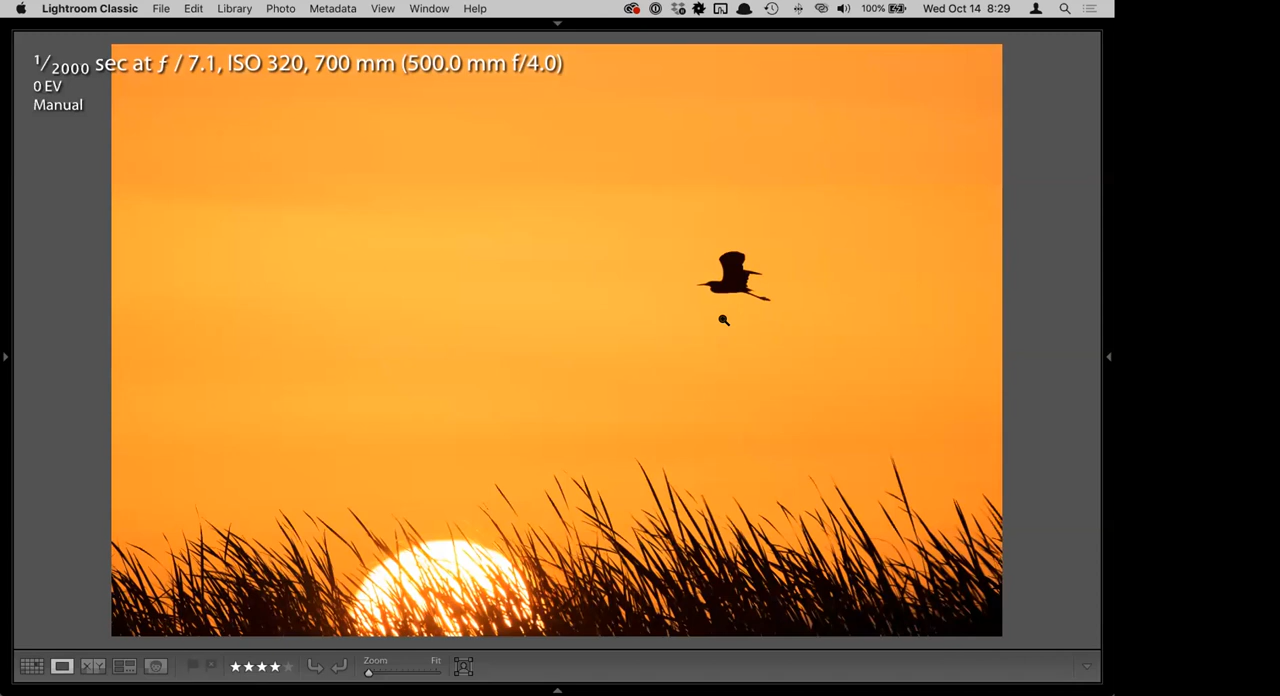 Lightroom Classic File Edit Library Photo Metadata View Window Help 100% Wed Oct 14 8:29
1/2000 sec at ƒ / 7.1, ISO 320, 700 mm (500.0 mm f/4.0)
0 EV
Manual
XY Zoom Fit